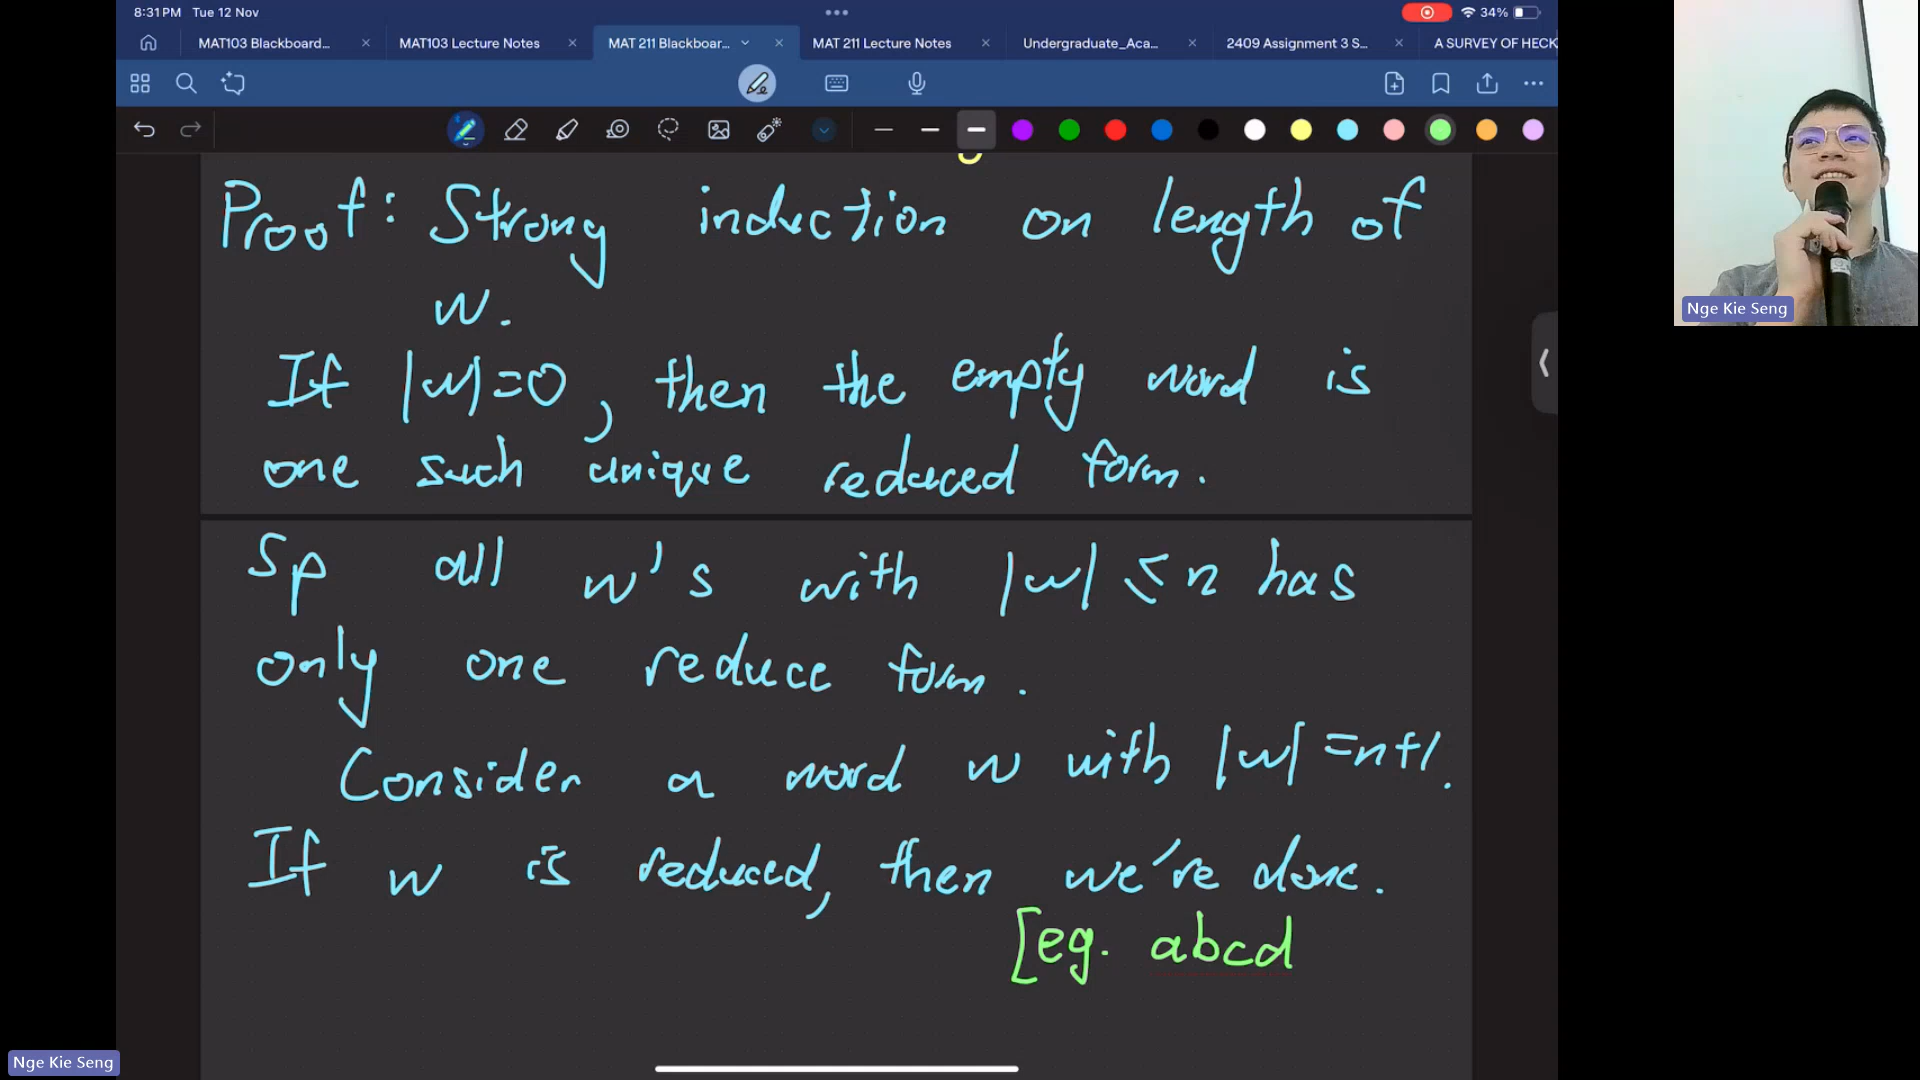 8:31 PM Tue 12 Nov
34%
MAT103 Blackboard...
MAT103 Lecture Notes
MAT 211 Blackboar...
MAT 211 Lecture Notes
Undergraduate_Aca...
2409 Assignment 3 S...
A SURVEY OF HECK
Proof: Strong induction on length of
w.
If |w|=0, then the empty word is
one such unique reduced form.
Sp all w's with |w| ≤ n has
only one reduce form.
Consider a word w with |w| = n+1.
If w is reduced, then we're done.
[eg. abcd
Nge Kie Seng
Nge Kie Seng